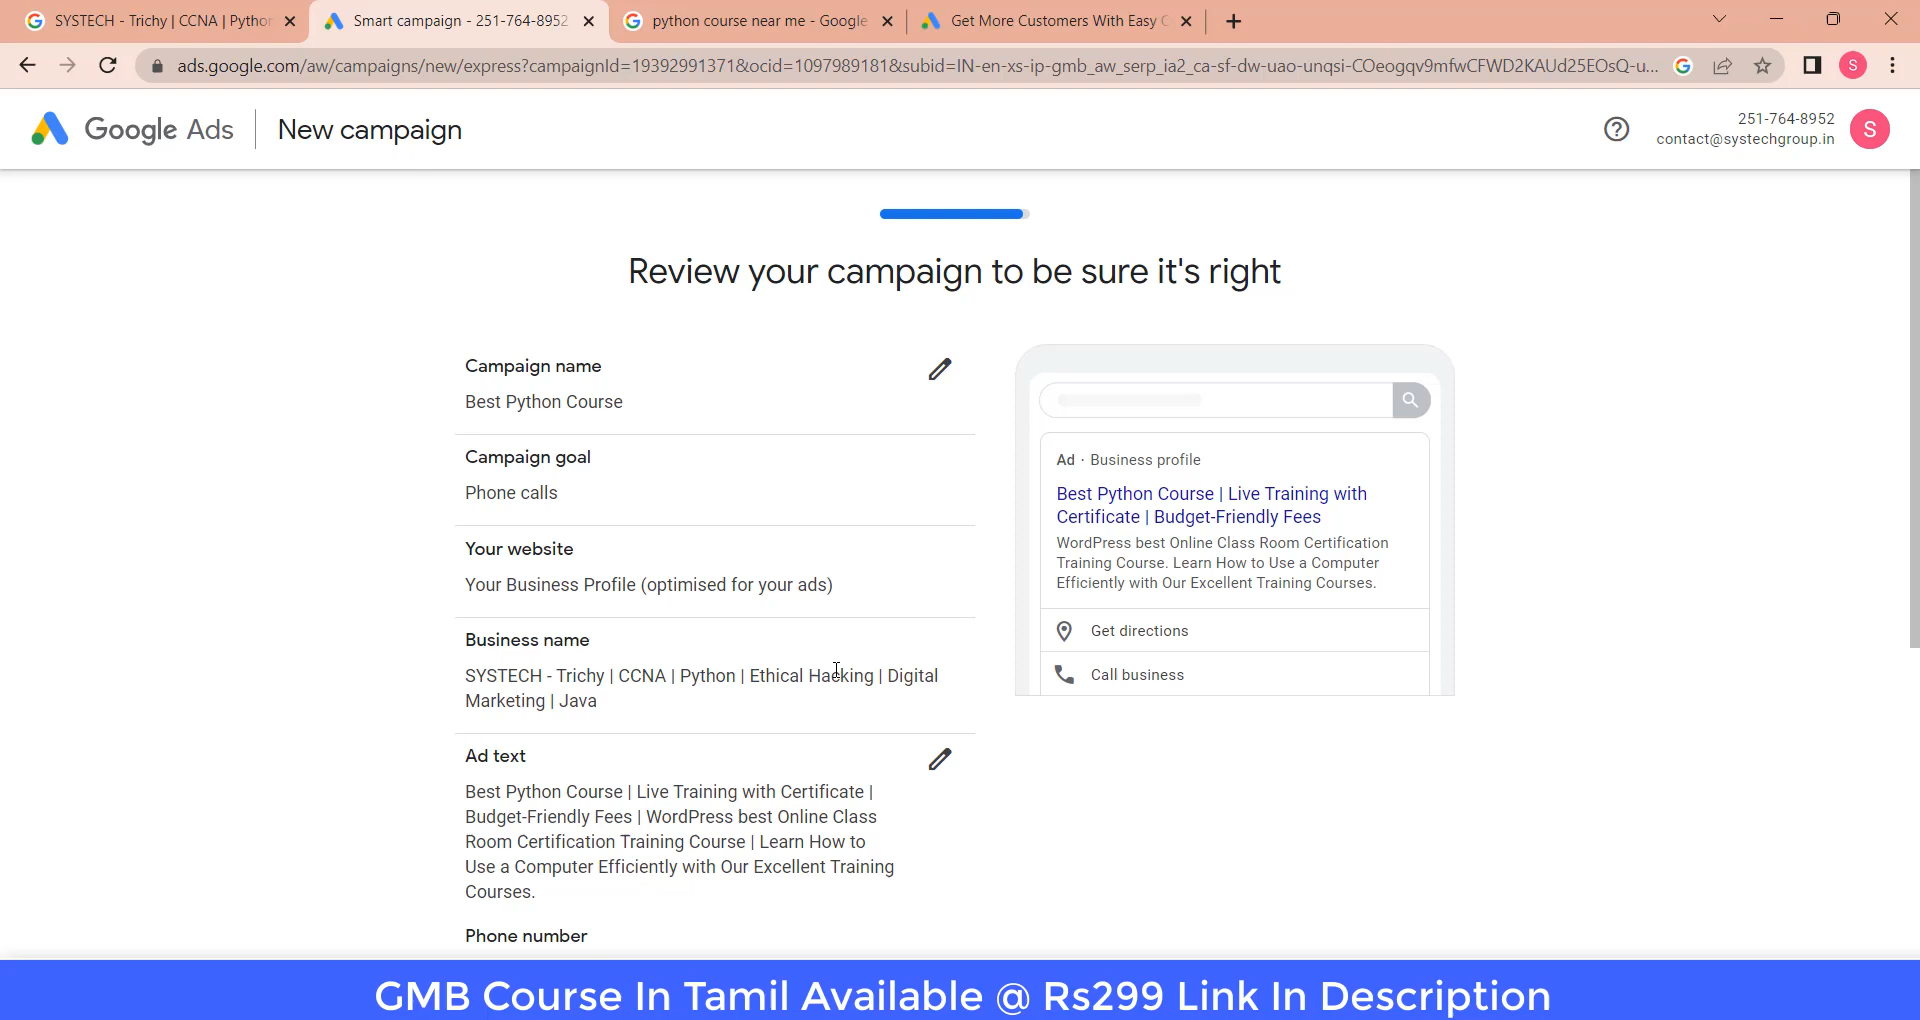 SYSTECH - Trichy | CCNA | Python
Smart campaign - 251-764-8952
python course near me - Google
Get More Customers With Easy
ads.google.com/aw/campaigns/new/express?campaignId=19392991371&ocid=1097989181&subid=IN-en-xs-ip-gmb_aw_serp_ia2_ca-sf-dw-uao-unqsi-COeogqv9mfwCFWD2KAUd25EOsQ-u...
S
Google Ads
New campaign
251-764-8952
contact@systechgroup.in
S
Review your campaign to be sure it's right
Campaign name
Best Python Course
Campaign goal
Phone calls
Your website
Your Business Profile (optimised for your ads)
Business name
SYSTECH - Trichy | CCNA | Python | Ethical Hacking | Digital
Marketing | Java
Ad text
Best Python Course | Live Training with Certificate |
Budget-Friendly Fees | WordPress best Online Class
Room Certification Training Course | Learn How to
Use a Computer Efficiently with Our Excellent Training
Courses.
Phone number
Ad · Business profile
Best Python Course | Live Training with
Certificate | Budget-Friendly Fees
WordPress best Online Class Room Certification
Training Course. Learn How to Use a Computer
Efficiently with Our Excellent Training Courses.
Get directions
Call business
GMB Course In Tamil Available @ Rs299 Link In Description